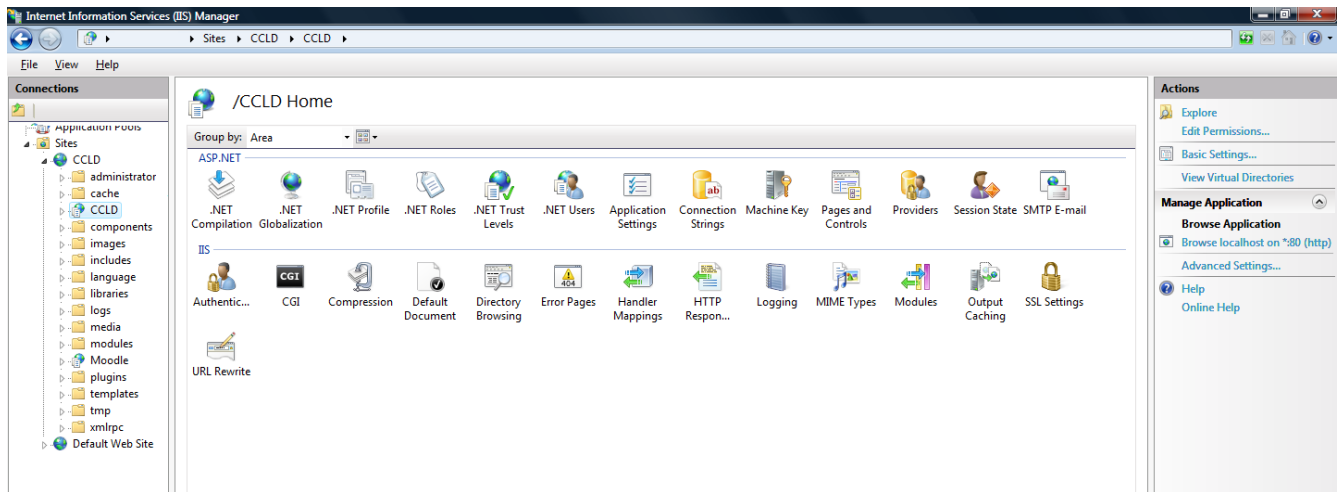 Internet Information Services (IIS) Manager
Sites CCLD CCLD
File View Help
Connections
Application Pools
Sites
CCLD
administrator
cache
CCLD
components
images
includes
language
libraries
logs
media
modules
Moodle
plugins
templates
tmp
xmlrpc
Default Web Site
/CCLD Home
Group by: Area
ASP.NET
.NET Compilation
.NET Globalization
.NET Profile
.NET Roles
.NET Trust Levels
.NET Users
Application Settings
Connection Strings
ab
Machine Key
Pages and Controls
Providers
Session State
SMTP E-mail
IIS
Authentic...
CGI
CGI
Compression
Default Document
Directory Browsing
404
Error Pages
Handler Mappings
HTTP Respon...
Logging
MIME Types
Modules
Output Caching
SSL Settings
URL Rewrite
Actions
Explore
Edit Permissions...
Basic Settings...
View Virtual Directories
Manage Application
Browse Application
Browse localhost on *:80 (http)
Advanced Settings...
Help
Online Help